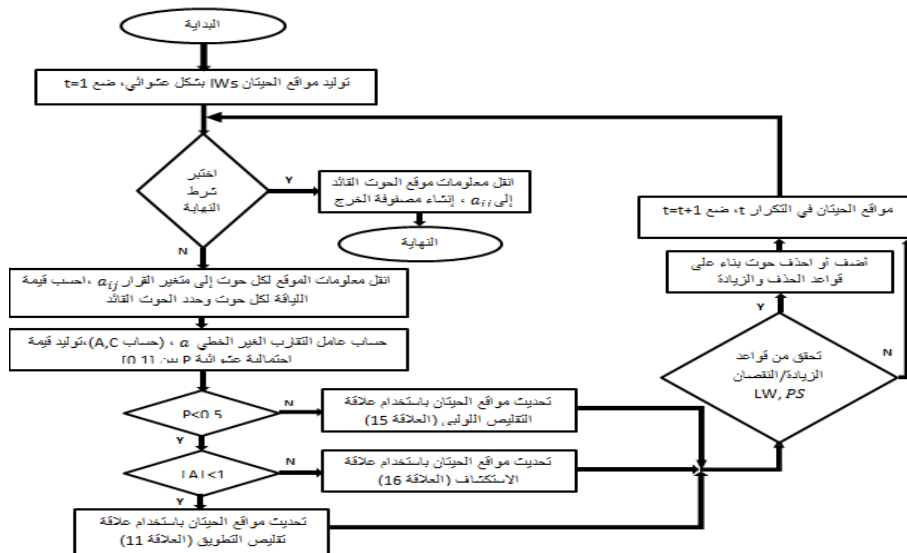 البداية
توليد مواقع الحيتان IWs بشكل عشوائي، ضع t=1
اختبر
شرط
النهاية
Y
انقل معلومات موقع الحوت القائد
إلى a_{ij} ، إنشاء مصفوفة الخرج
النهاية
N
انقل معلومات الموقع لكل حوت إلى متغير القرار a_{ij} ،احسب قيمة
اللياقة لكل حوت وحدد الحوت القائد
حساب عامل التقارب الغير الخطي a ، (حساب A,C)،توليد قيمة
احتمالية عشوائية P بين [0,1]
P<0.5
N
تحديث مواقع الحيتان باستخدام علاقة
التقليص اللولبي (العلاقة 15)
Y
|A|<1
N
تحديث مواقع الحيتان باستخدام علاقة
الاستكشاف (العلاقة 16)
Y
تحديث مواقع الحيتان باستخدام علاقة
تقليص التطويق (العلاقة 11)
مواقع الحيتان في التكرار t، ضع t=t+1
أضف أو احذف حوت بناء على
قواعد الحذف والزيادة
Y
N
تحقق من قواعد
الزيادة/النقصان
LW, PS